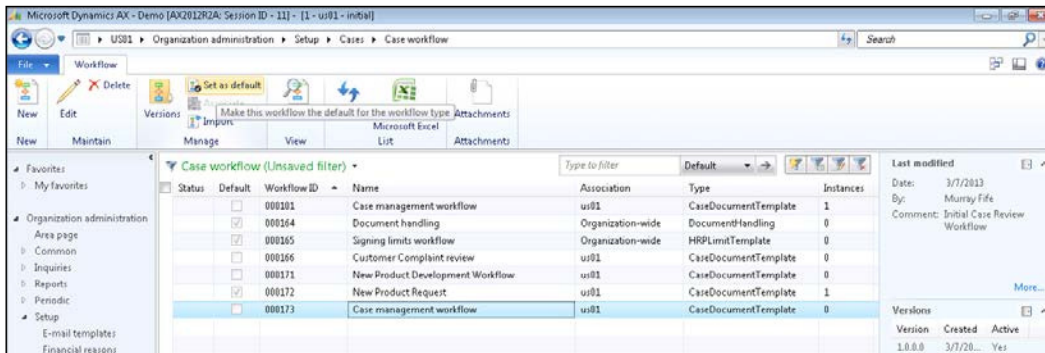 Microsoft Dynamics AX - Demo [AX2012R2A: Session ID - 11] - [1 - us01 - initial]
US01 ▸ Organization administration ▸ Setup ▸ Cases ▸ Case workflow
Search
File Workflow
New Edit Delete Versions Set as default Import Attachments
Make this workflow the default for the workflow type
Microsoft Excel
New Maintain Manage View List Attachments
Favorites
My favorites
Organization administration
Area page
Common
Inquiries
Reports
Periodic
Setup
E-mail templates
Financial reasons
Case workflow (Unsaved filter)
Type to filter Default
Status Default Workflow ID Name Association Type Instances
000101 Case management workflow us01 CaseDocumentTemplate 1
000164 Document handling Organization-wide DocumentHandling 0
000165 Signing limits workflow Organization-wide HRPLimitTemplate 0
000166 Customer Complaint review us01 CaseDocumentTemplate 0
000171 New Product Development Workflow us01 CaseDocumentTemplate 0
000172 New Product Request us01 CaseDocumentTemplate 1
000173 Case management workflow us01 CaseDocumentTemplate 0
Last modified
Date: 3/7/2013
By: Murray Fife
Comment: Initial Case Review
Workflow
More...
Versions
Version Created Active
1.0.0.0 3/7/20... Yes